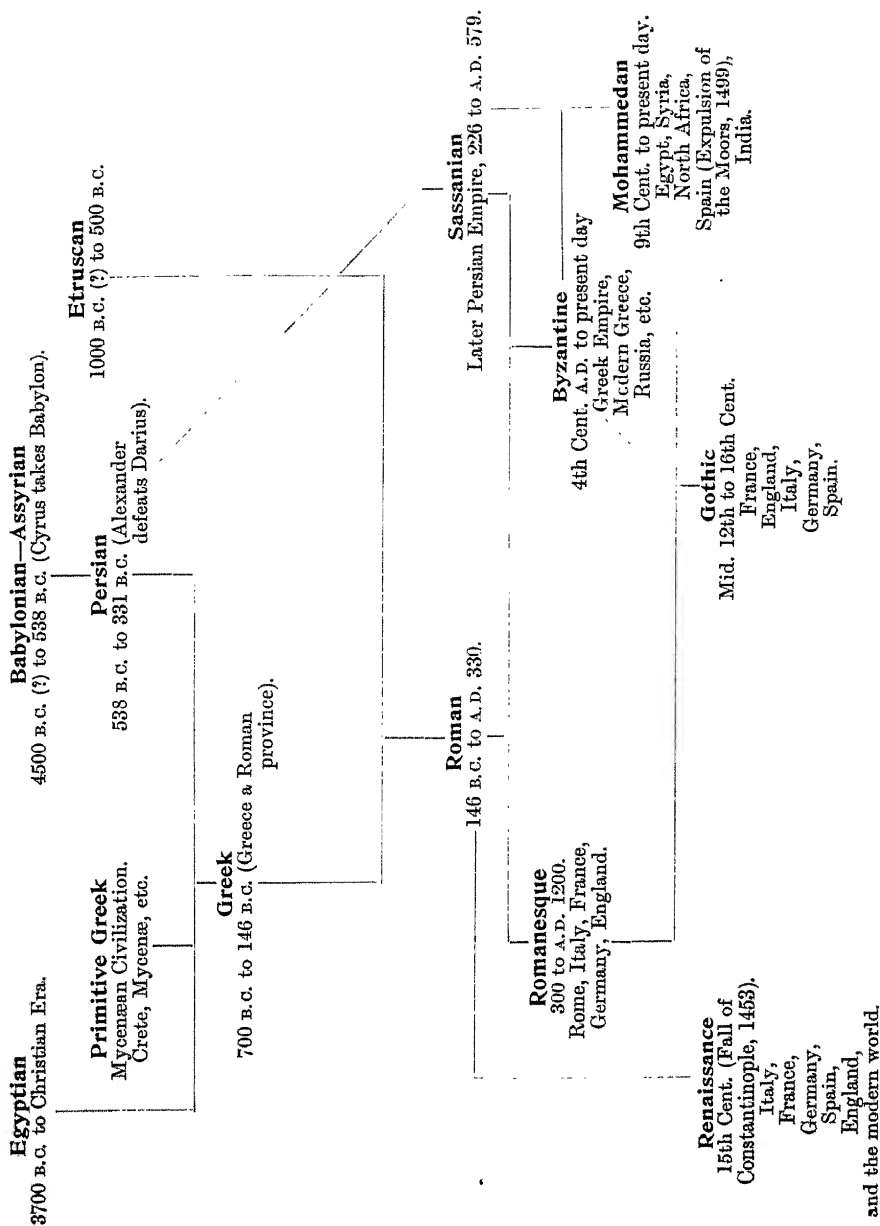 Egyptian
3700 B.C. to Christian Era.
Babylonian—Assyrian
4500 B.C. (?) to 538 B.C. (Cyrus takes Babylon).
Primitive Greek
Mycenæan Civilization.
Crete, Mycenæ, etc.
Persian
538 B.C. to 331 B.C. (Alexander
defeats Darius).
Etruscan
1000 B.C. (?) to 500 B.C.
Greek
700 B.C. to 146 B.C. (Greece a Roman
province).
Roman
146 B.C. to A.D. 330.
Sassanian
Later Persian Empire, 226 to A.D. 579.
Romanesque
300 to A.D. 1200.
Rome, Italy, France,
Germany, England.
Byzantine
4th Cent. A.D. to present day
Greek Empire,
Modern Greece,
Russia, etc.
Mohammedan
9th Cent. to present day.
Egypt, Syria,
North Africa,
Spain (Expulsion of
the Moors, 1499),
India.
Renaissance
15th Cent. (Fall of
Constantinople, 1453).
Italy,
France,
Germany,
Spain,
England,
and the modern world.
Gothic
Mid. 12th to 16th Cent.
France,
England,
Italy,
Germany,
Spain.